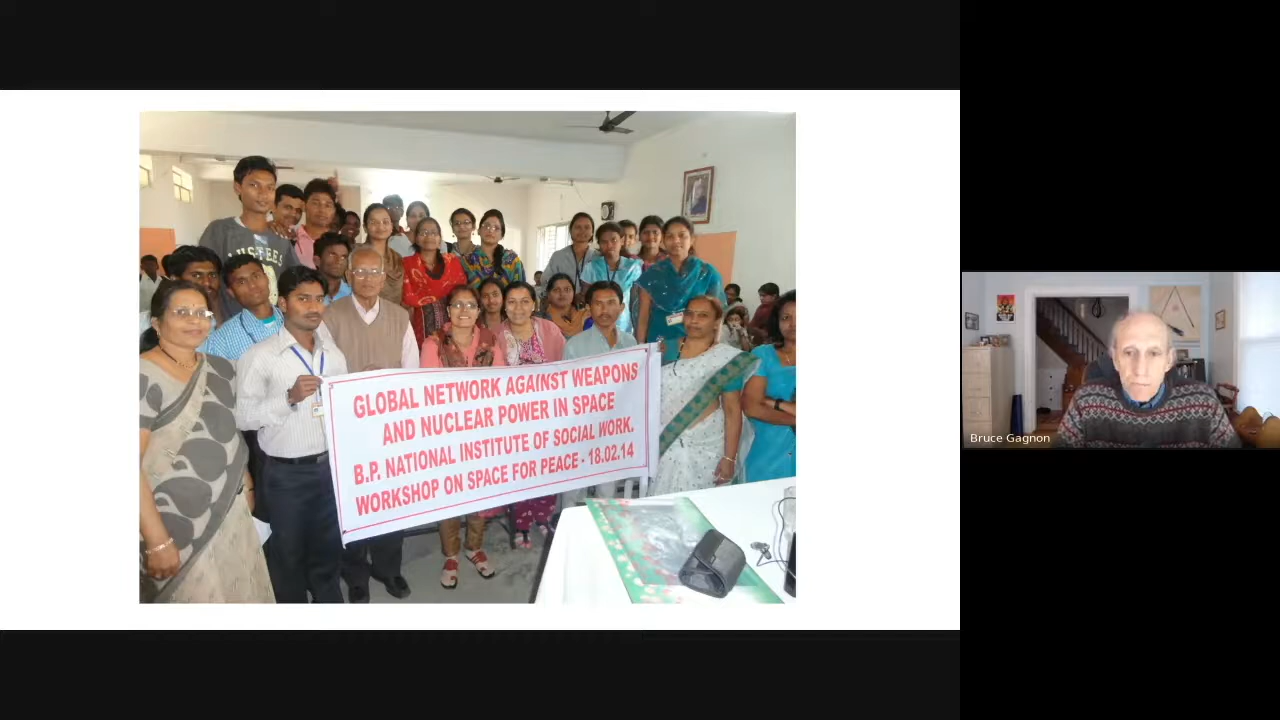 GLOBAL NETWORK AGAINST WEAPONS
AND NUCLEAR POWER IN SPACE
B.P. NATIONAL INSTITUTE OF SOCIAL WORK.
WORKSHOP ON SPACE FOR PEACE - 18.02.14
Bruce Gagnon